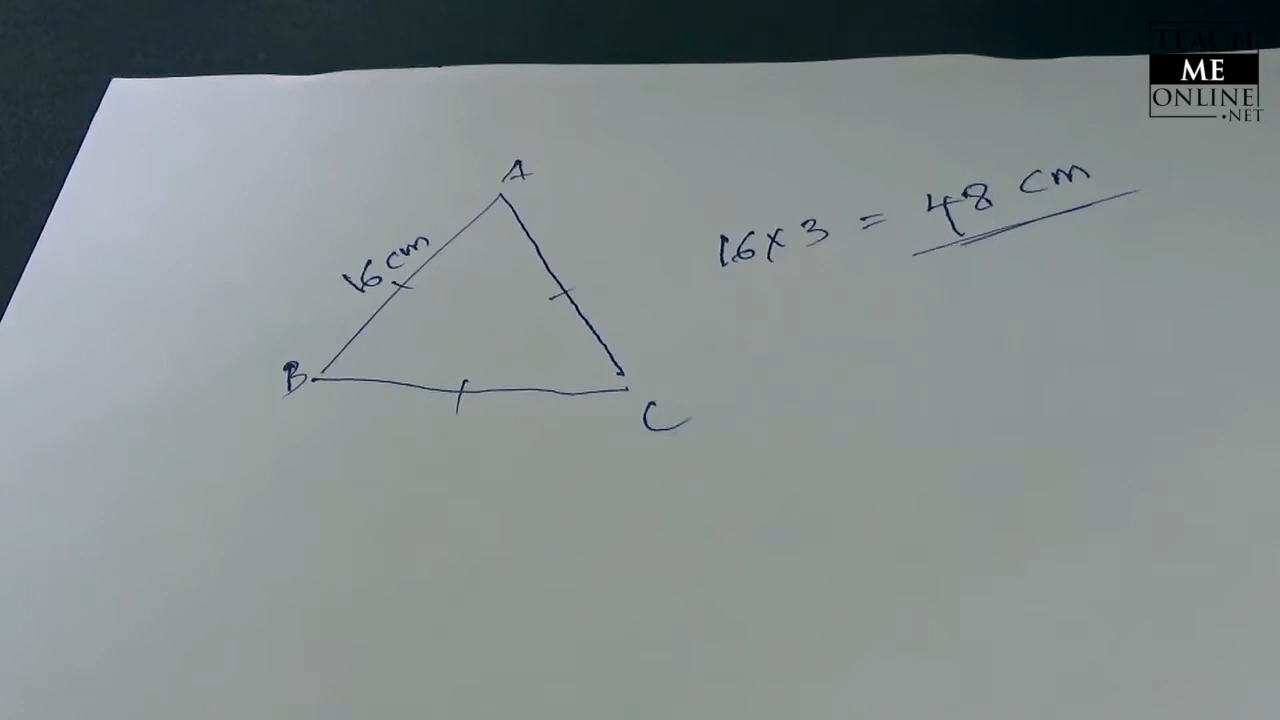 TEACH
ME
ONLINE
.NET
A
16 cm
B
C
16 x 3 = 48 cm